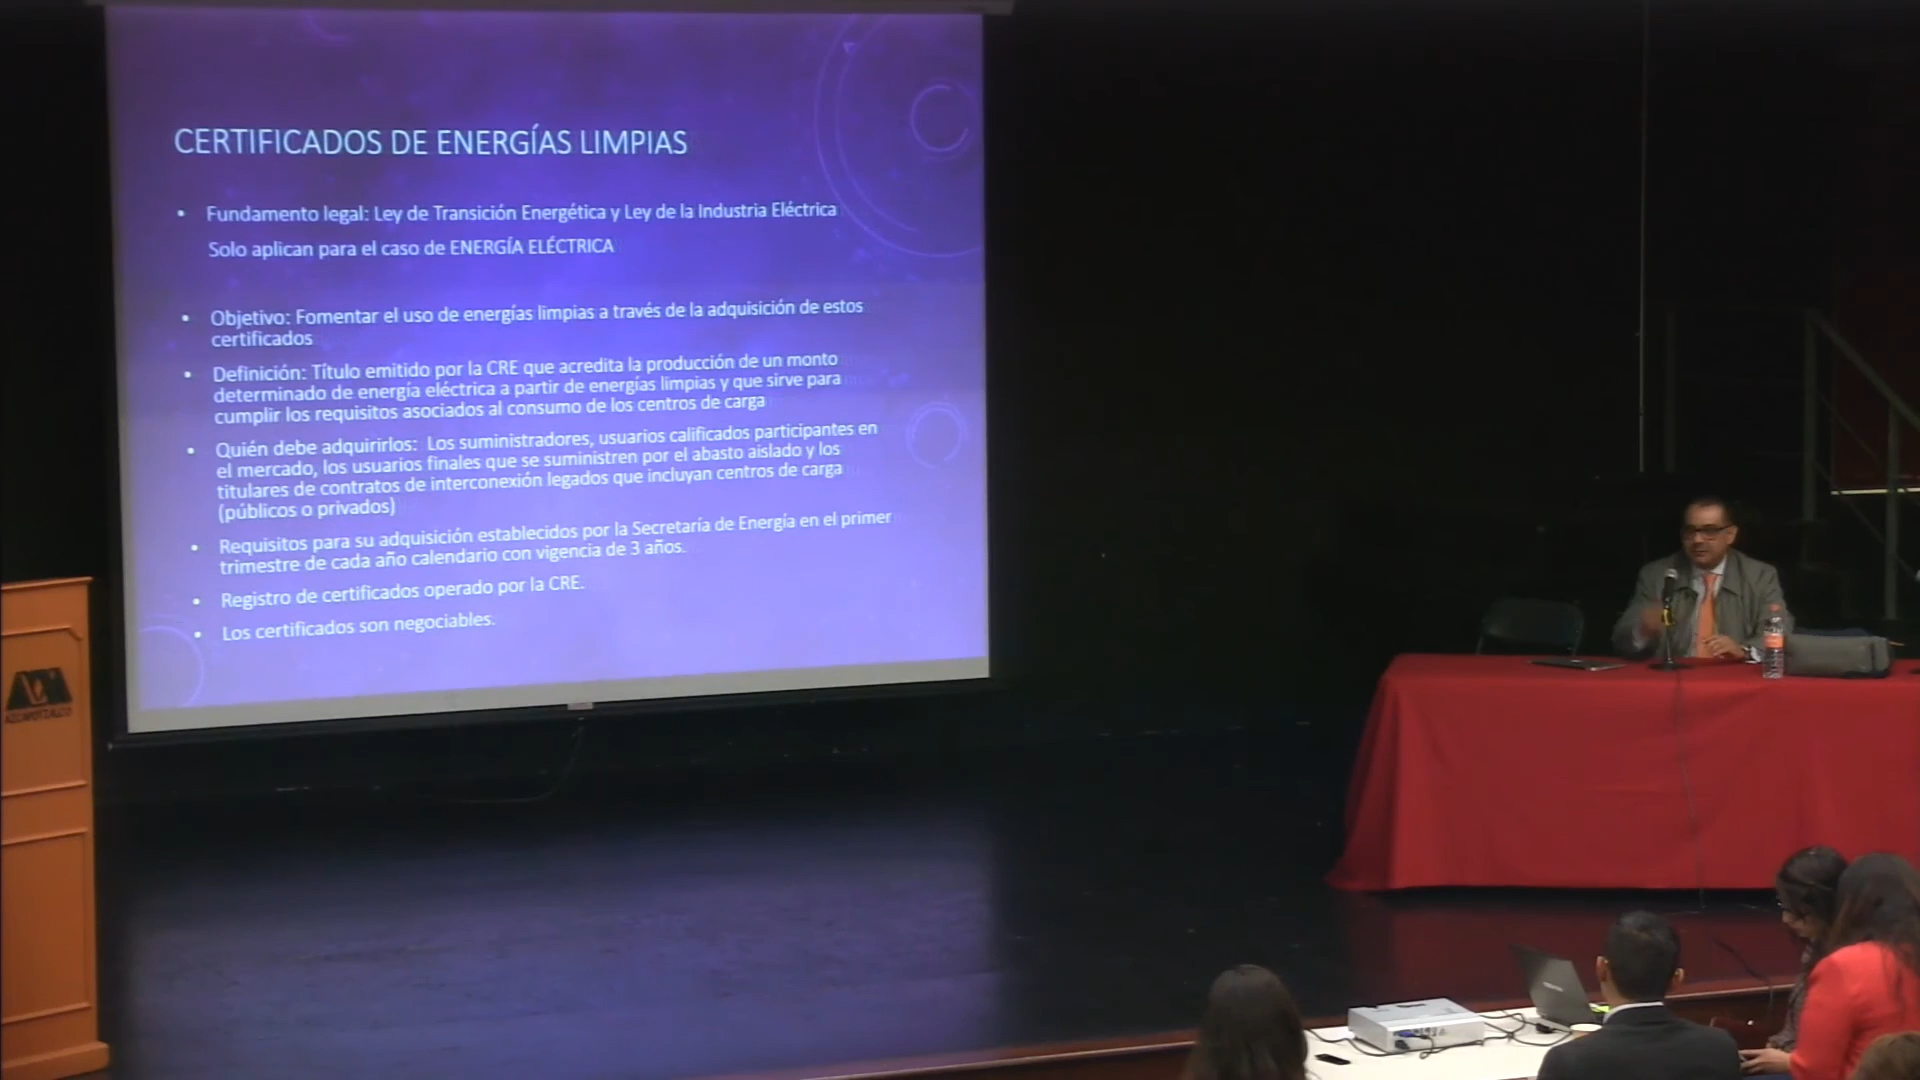 CERTIFICADOS DE ENERGÍAS LIMPIAS
• Fundamento legal: Ley de Transición Energética y Ley de la Industria Eléctrica
Solo aplican para el caso de ENERGÍA ELÉCTRICA
• Objetivo: Fomentar el uso de energías limpias a través de la adquisición de estos
certificados
• Definición: Título emitido por la CRE que acredita la producción de un monto
determinado de energía eléctrica a partir de energías limpias y que sirve para
cumplir los requisitos asociados al consumo de los centros de carga
• Quién debe adquirirlos: Los suministradores, usuarios calificados participantes en
el mercado, los usuarios finales que se suministren por el abasto aislado y los
titulares de contratos de interconexión legados que incluyan centros de carga
(públicos o privados)
• Requisitos para su adquisición establecidos por la Secretaría de Energía en el primer
trimestre de cada año calendario con vigencia de 3 años.
• Registro de certificados operado por la CRE.
• Los certificados son negociables.
AZCAPOTZALCO